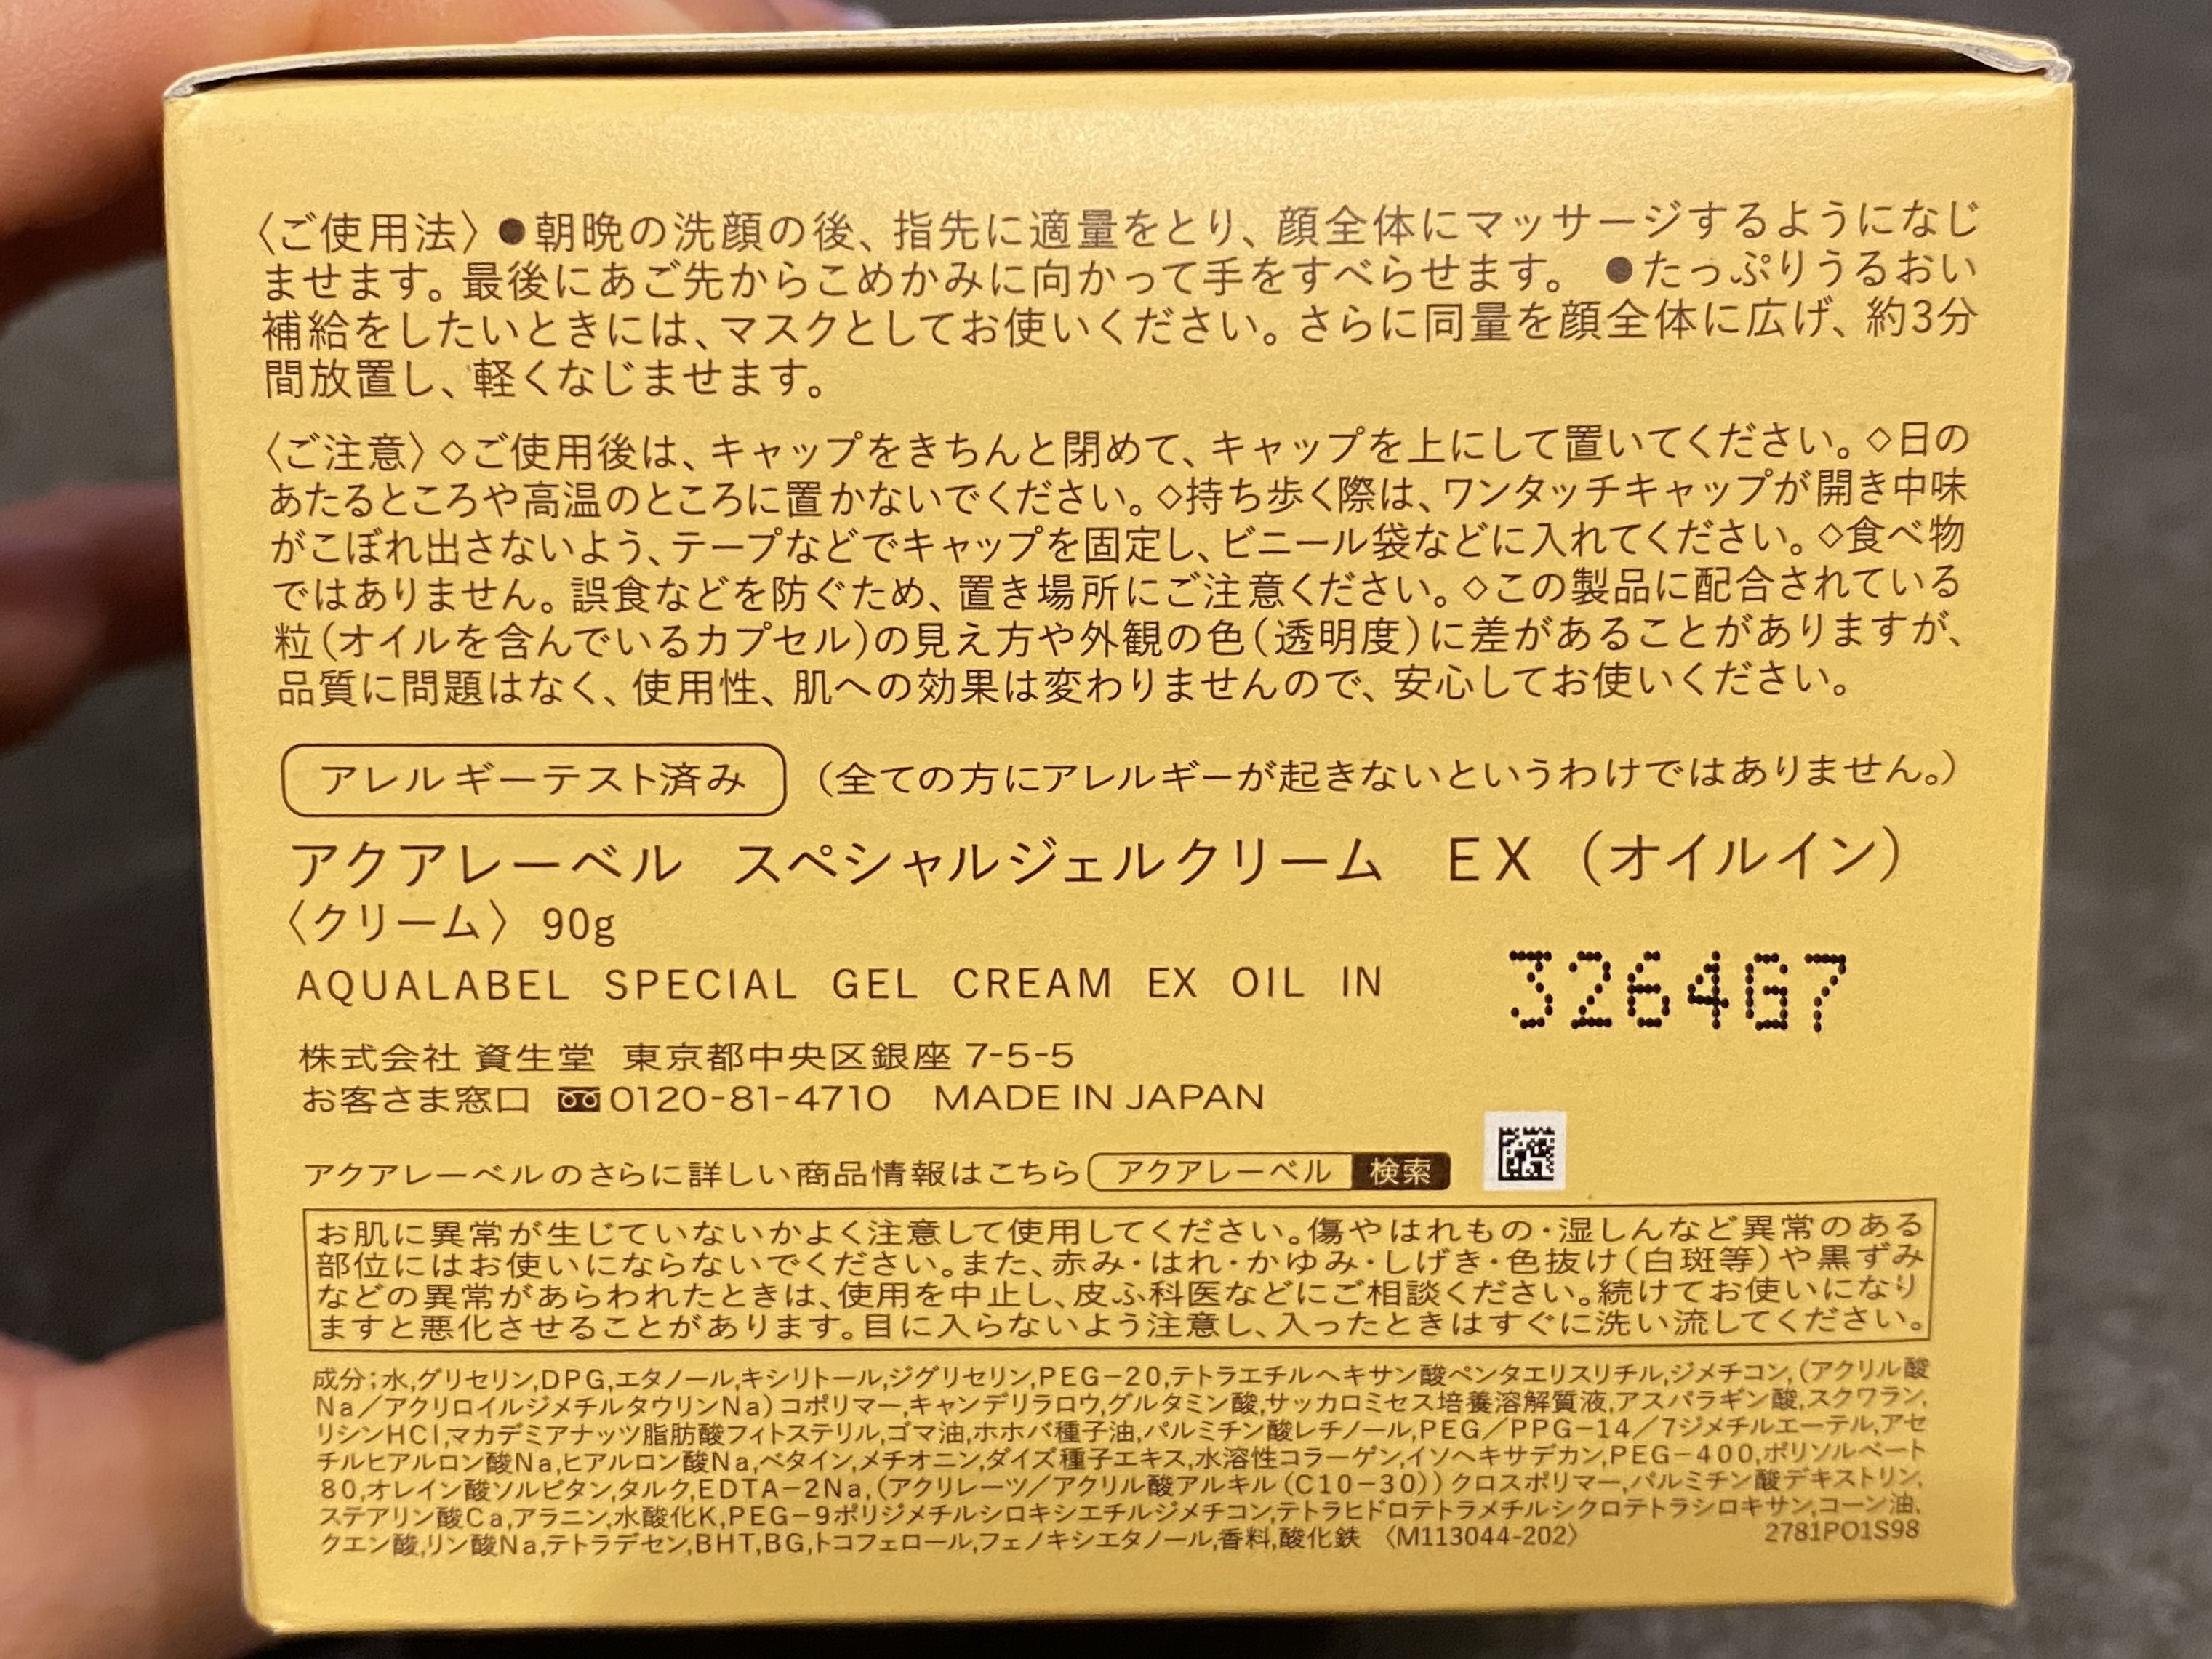 〈ご使用法〉●朝晩の洗顔の後、指先に適量をとり、顔全体にマッサージするようになじ
ませます。最後にあご先からこめかみに向かって手をすべらせます。 ●たっぷりうるおい
補給をしたいときには、マスクとしてお使いください。さらに同量を顔全体に広げ、約3分
間放置し、軽くなじませます。
〈ご注意〉◇ご使用後は、キャップをきちんと閉めて、キャップを上にして置いてください。◇日の
あたるところや高温のところに置かないでください。◇持ち歩く際は、ワンタッチキャップが開き中味
がこぼれ出さないよう、テープなどでキャップを固定し、ビニール袋などに入れてください。◇食べ物
ではありません。誤食などを防ぐため、置き場所にご注意ください。◇この製品に配合されている
粒(オイルを含んでいるカプセル)の見え方や外観の色(透明度)に差があることがありますが、
品質に問題はなく、使用性、肌への効果は変わりませんので、安心してお使いください。
アレルギーテスト済み (全ての方にアレルギーが起きないというわけではありません。)
アクアレーベル スペシャルジェルクリーム EX (オイルイン)
〈クリーム〉 90g
AQUALABEL SPECIAL GEL CREAM EX OIL IN
3264G7
株式会社 資生堂 東京都中央区銀座 7-5-5
お客さま窓口 0120-81-4710 MADE IN JAPAN
アクアレーベルのさらに詳しい商品情報はこちら アクアレーベル 検索
お肌に異常が生じていないかよく注意して使用してください。傷やはれもの・湿しんなど異常のある
部位にはお使いにならないでください。また、赤み・はれ・かゆみ・しげき・色抜け(白斑等)や黒ずみ
などの異常があらわれたときは、使用を中止し、皮ふ科医などにご相談ください。続けてお使いになり
ますと悪化させることがあります。目に入らないよう注意し、入ったときはすぐに洗い流してください。
成分;水,グリセリン,DPG,エタノール,キシリトール,ジグリセリン,PEG-20,テトラエチルヘキサン酸ペンタエリスリチル,ジメチコン,(アクリル酸
Na/アクリロイルジメチルタウリンNa)コポリマー,キャンデリラロウ,グルタミン酸,サッカロミセス培養溶解質液,アスパラギン酸,スクワラン,
リシンHCl,マカデミアナッツ脂肪酸フィトステリル,ゴマ油,ホホバ種子油,パルミチン酸レチノール,PEG/PPG-14/7ジメチルエーテル,アセ
チルヒアルロン酸Na,ヒアルロン酸Na,ベタイン,メチオニン,ダイズ種子エキス,水溶性コラーゲン,イソヘキサデカン,PEG-400,ポリソルベート
80,オレイン酸ソルビタン,タルク,EDTA-2Na,(アクリレーツ/アクリル酸アルキル(C10-30))クロスポリマー,パルミチン酸デキストリン,
ステアリン酸Ca,アラニン,水酸化K,PEG-9ポリジメチルシロキシエチルジメチコン,テトラヒドロテトラメチルシクロテトラシロキサン,コーン油,
クエン酸,リン酸Na,テトラデセン,BHT,BG,トコフェロール,フェノキシエタノール,香料,酸化鉄 〈M113044-202〉 2781PO1S98